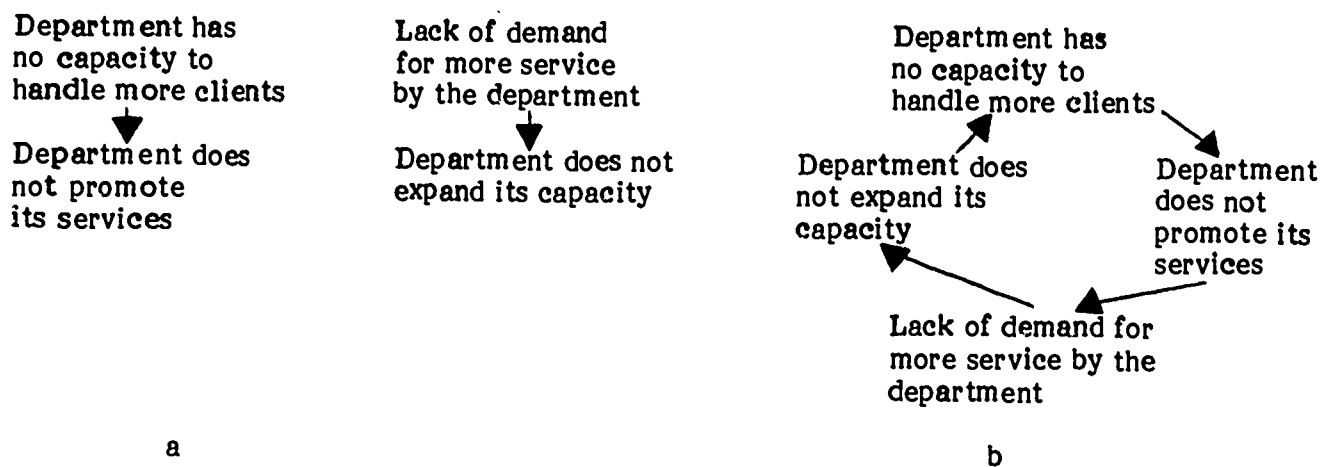 Department has
no capacity to
handle more clients
Department does
not promote
its services
Lack of demand
for more service
by the department
Department does not
expand its capacity
a
Department has
no capacity to
handle more clients
Department
does not
promote its
services
Lack of demand for
more service by the
department
Department does
not expand its
capacity
b